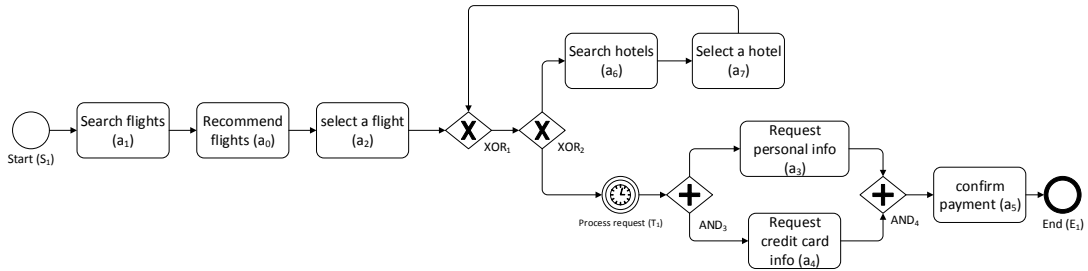 Start (S₁)
Search flights
(a₁)
Recommend
flights (a₀)
select a flight
(a₂)
X
XOR₁
X
XOR₂
Search hotels
(a₆)
Select a hotel
(a₇)
Process request (T₁)
AND₃
Request
personal info
(a₃)
Request
credit card
info (a₄)
AND₄
confirm
payment (a₅)
End (E₁)